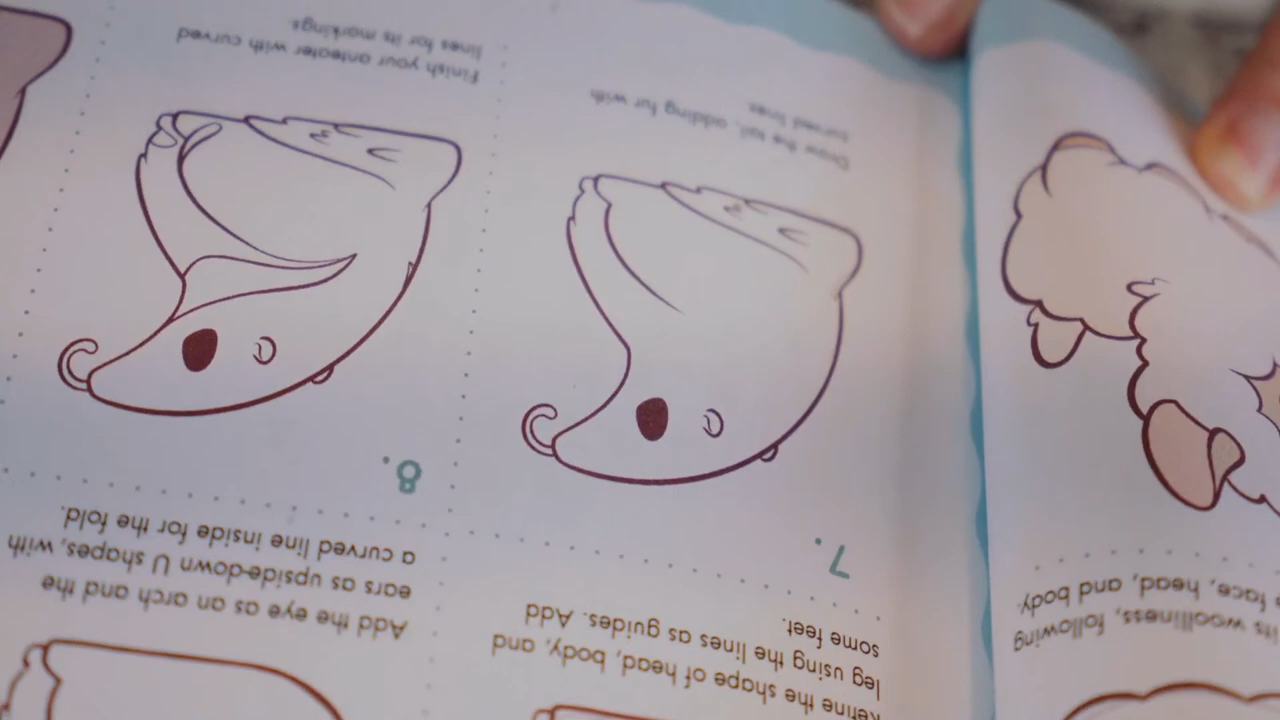 its woolliness, following
face, head, and body.
Refine the shape of head, body, and
leg using the lines as guides. Add
some feet.
Add the eye as an arch and the
ears as upside-down U shapes, with
a curved line inside for the fold.
7.
Draw the tail, adding fur with
curved lines.
8.
Finish your anteater with curved
lines for its markings.